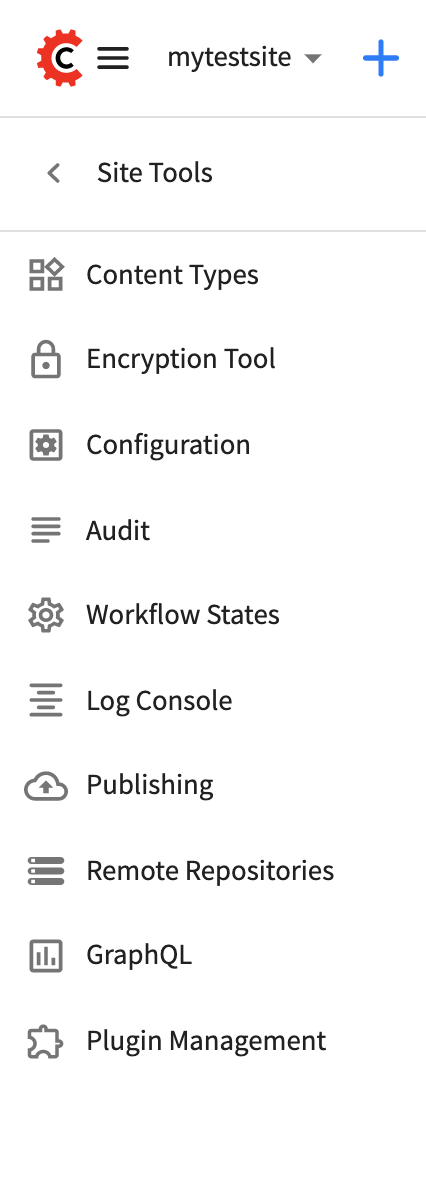 mytestsite
Site Tools
Content Types
Encryption Tool
Configuration
Audit
Workflow States
Log Console
Publishing
Remote Repositories
GraphQL
Plugin Management